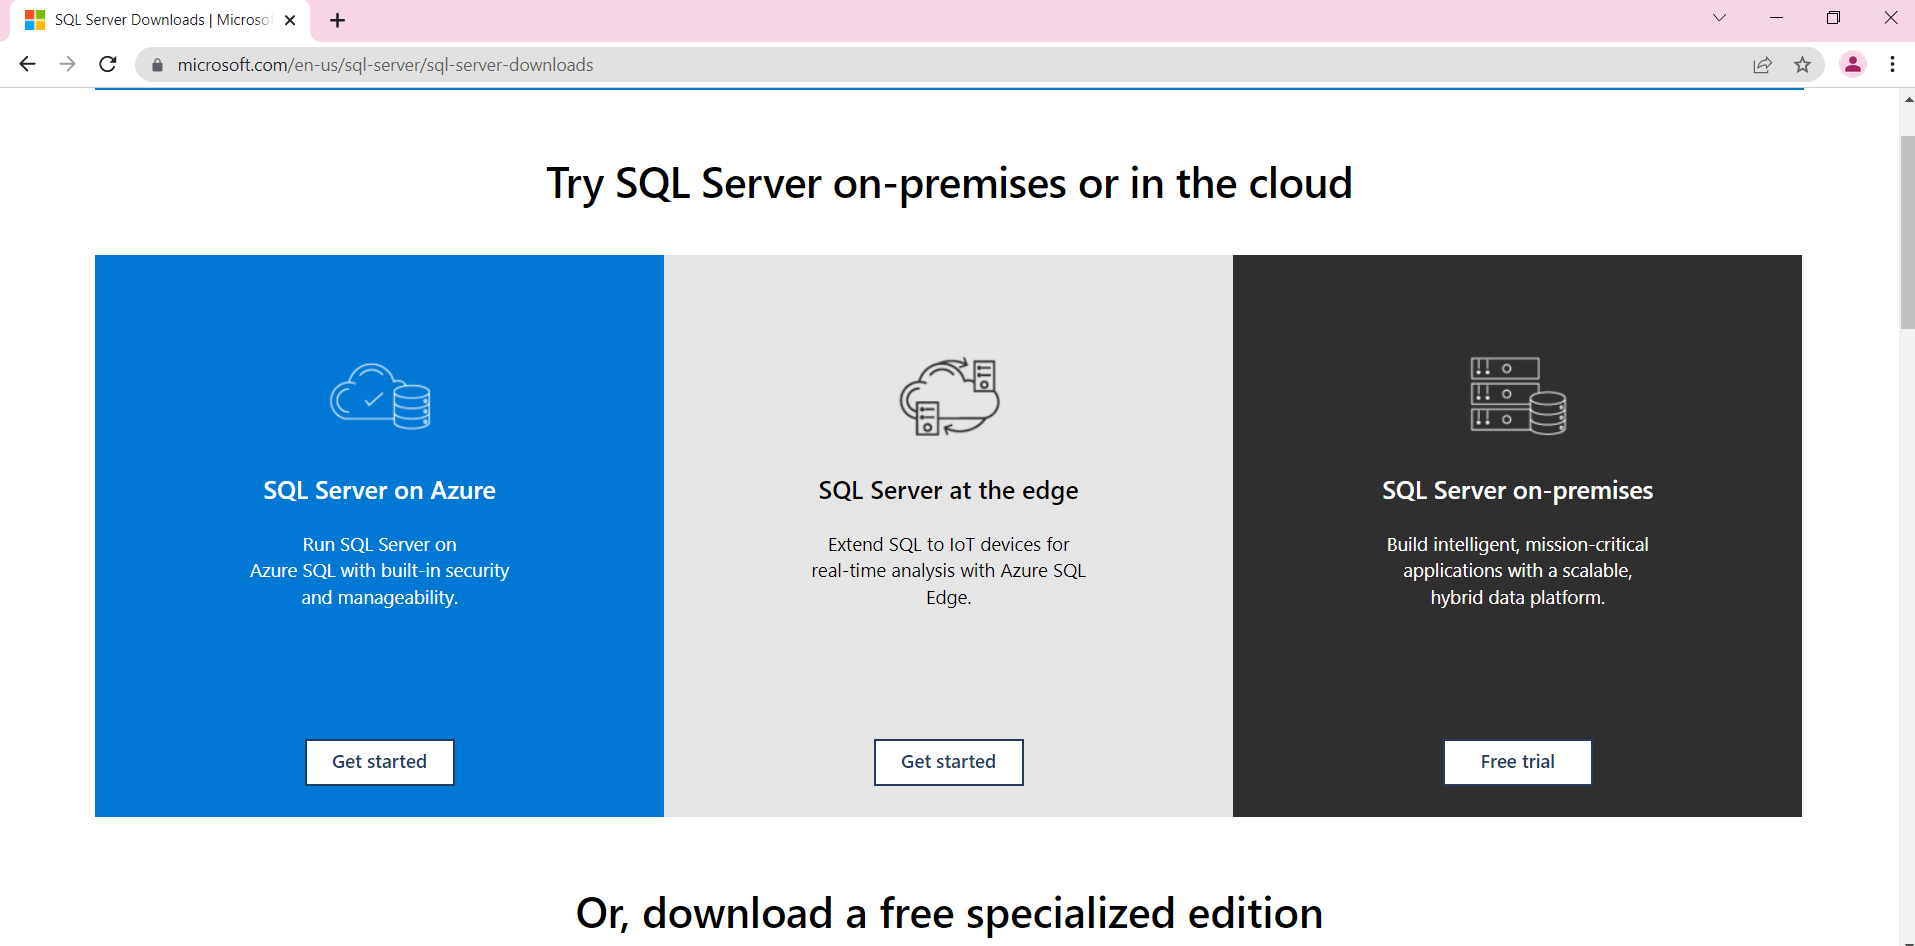 SQL Server Downloads | Microsof
microsoft.com/en-us/sql-server/sql-server-downloads
Try SQL Server on-premises or in the cloud
SQL Server on Azure
Run SQL Server on
Azure SQL with built-in security
and manageability.
Get started
SQL Server at the edge
Extend SQL to IoT devices for
real-time analysis with Azure SQL
Edge.
Get started
SQL Server on-premises
Build intelligent, mission-critical
applications with a scalable,
hybrid data platform.
Free trial
Or, download a free specialized edition